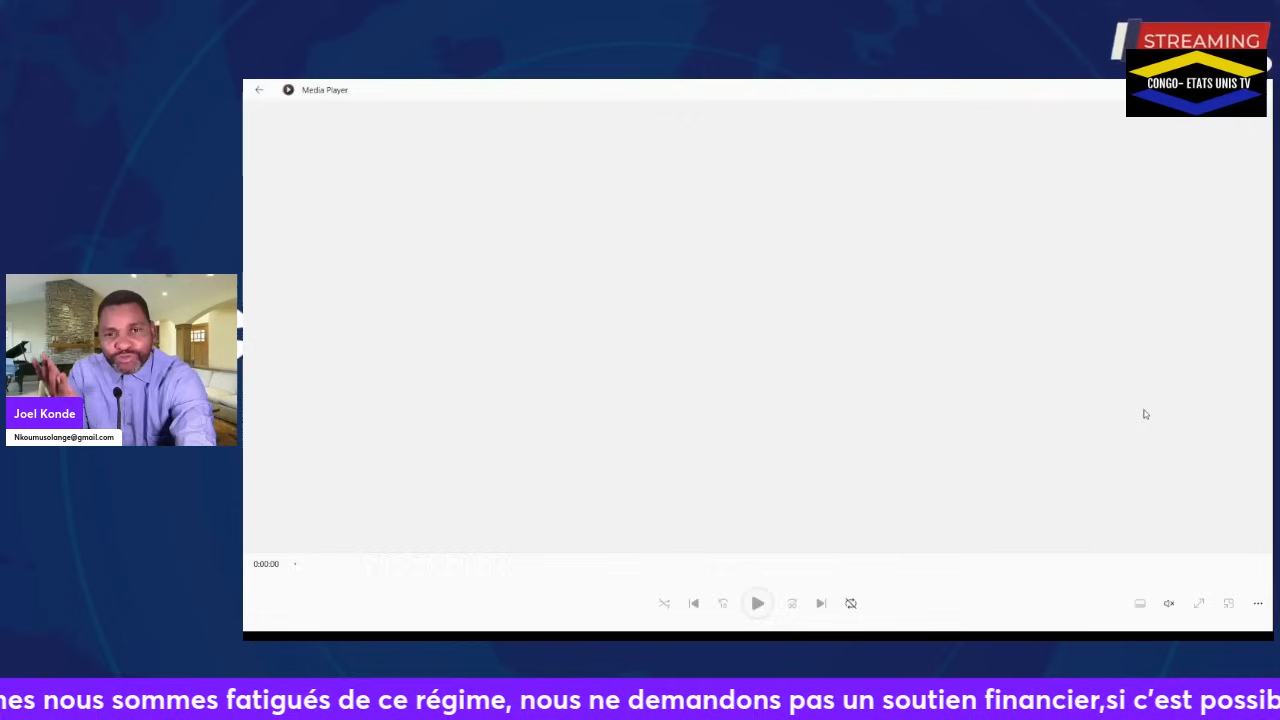 STREAMING
CONGO- ETATS UNIS TV
Media Player
Joel Konde
Nkoumusolange@gmail.com
0:00:00
nous sommes fatigués de ce régime, nous ne demandons pas un soutien financier,si c'est